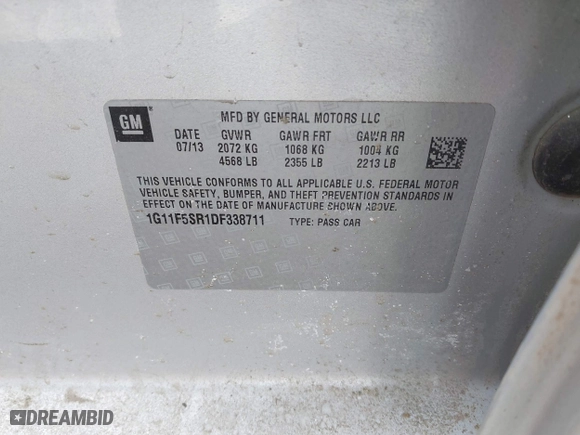 GM
MFD BY GENERAL MOTORS LLC
DATE GVWR GAWR FRT GAWR RR
07/13 2072 KG 1068 KG 1004 KG
4568 LB 2355 LB 2213 LB
THIS VEHICLE CONFORMS TO ALL APPLICABLE U.S. FEDERAL MOTOR
VEHICLE SAFETY, BUMPER, AND THEFT PREVENTION STANDARDS
IN EFFECT ON THE DATE OF MANUFACTURE SHOWN ABOVE.
1G11F5SR1DF338711 TYPE: PASS CAR
DREAMBID